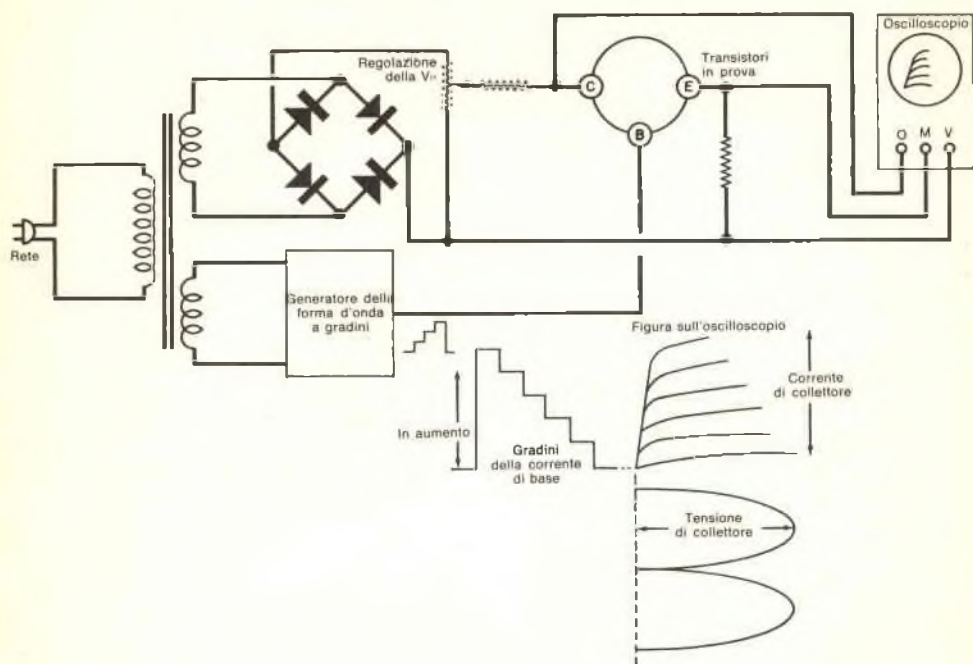 Oscilloscopio
Regolazione
della V
Transistori
in prova
C
E
B
O M V
Rete
Generatore della
forma d'onda
a gradini
Figura sull'oscilloscopio
Corrente
di collettore
In aumento
Gradini
della corrente
di base
Tensione
di collettore